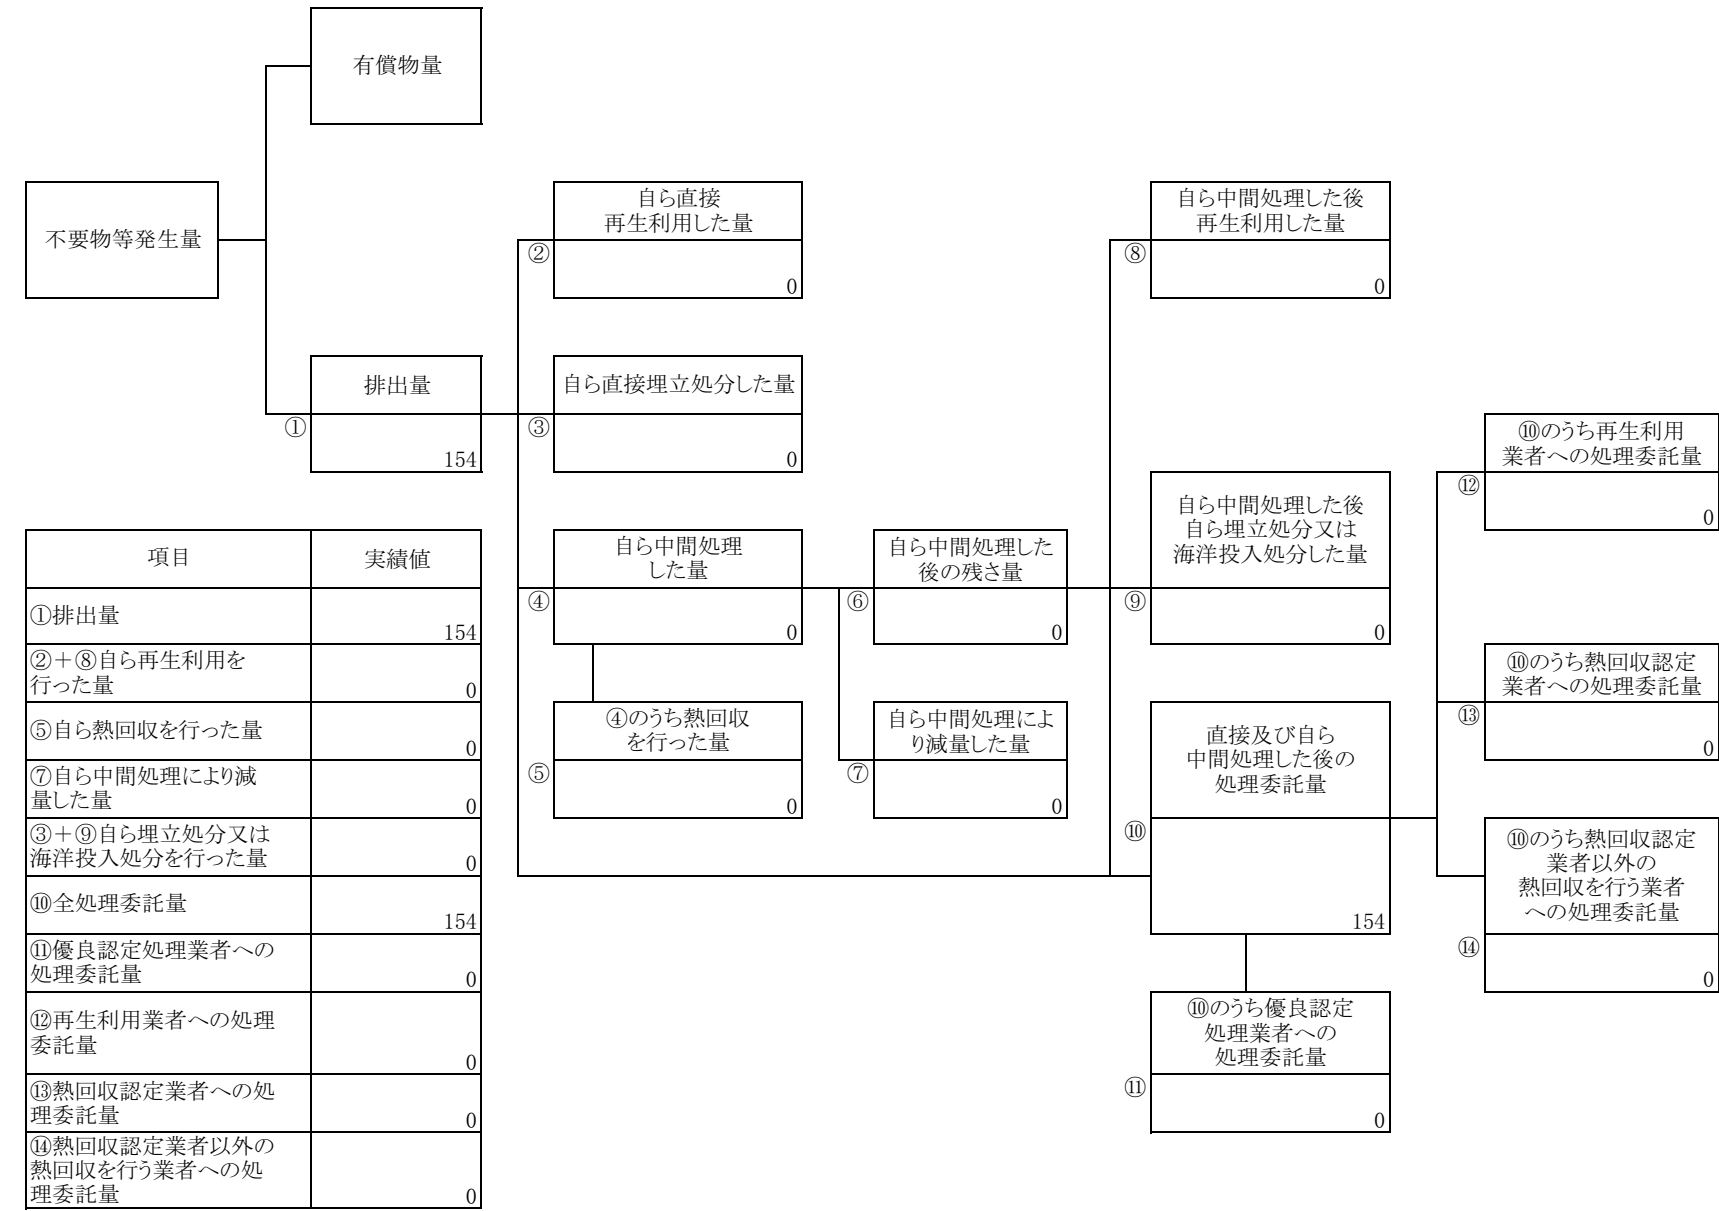 有償物量
不要物等発生量
自ら直接
再生利用した量
②
0
自ら中間処理した後
再生利用した量
⑧
0
排出量
①
154
自ら直接埋立処分した量
③
0
⑩のうち再生利用
業者への処理委託量
⑫
0
自ら中間処理
した量
④
0
自ら中間処理した
後の残さ量
⑥
0
自ら中間処理した後
自ら埋立処分又は
海洋投入処分した量
⑨
0
⑩のうち熱回収認定
業者への処理委託量
⑬
0
④のうち熱回収
を行った量
⑤
0
自ら中間処理によ
り減量した量
⑦
0
直接及び自ら
中間処理した後の
処理委託量
⑩
154
⑩のうち熱回収認定
業者以外の
熱回収を行う業者
への処理委託量
⑭
0
⑩のうち優良認定
処理業者への
処理委託量
⑪
0
項目 実績値
①排出量
154
②+⑧自ら再生利用を
行った量
0
⑤自ら熱回収を行った量
0
⑦自ら中間処理により減
量した量
0
③+⑨自ら埋立処分又は
海洋投入処分を行った量
0
⑩全処理委託量
154
⑪優良認定処理業者への
処理委託量
0
⑫再生利用業者への処理
委託量
0
⑬熱回収認定業者への処
理委託量
0
⑭熱回収認定業者以外の
熱回収を行う業者への処
理委託量
0